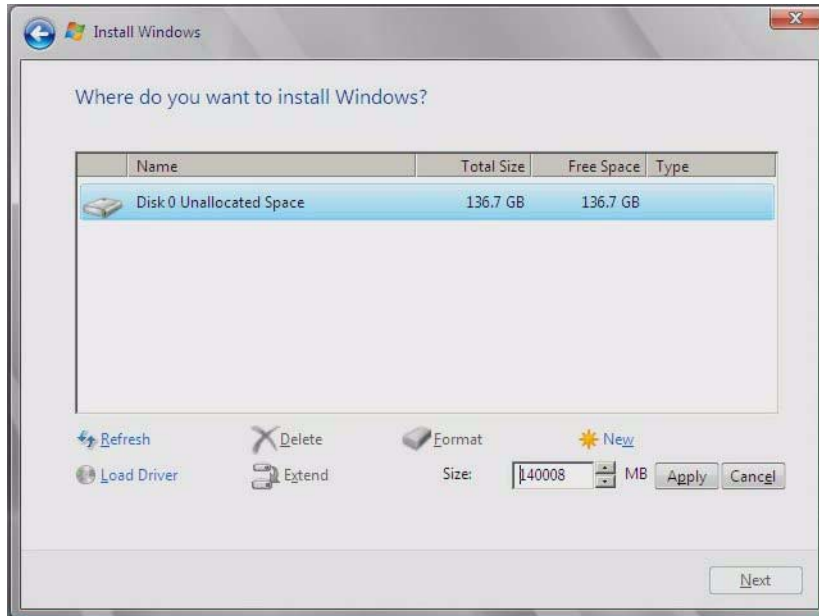 Install Windows
Where do you want to install Windows?
Name Total Size Free Space Type
Disk 0 Unallocated Space 136.7 GB 136.7 GB
Refresh Delete Format New
Load Driver Extend Size: 140008 MB Apply Cancel
Next